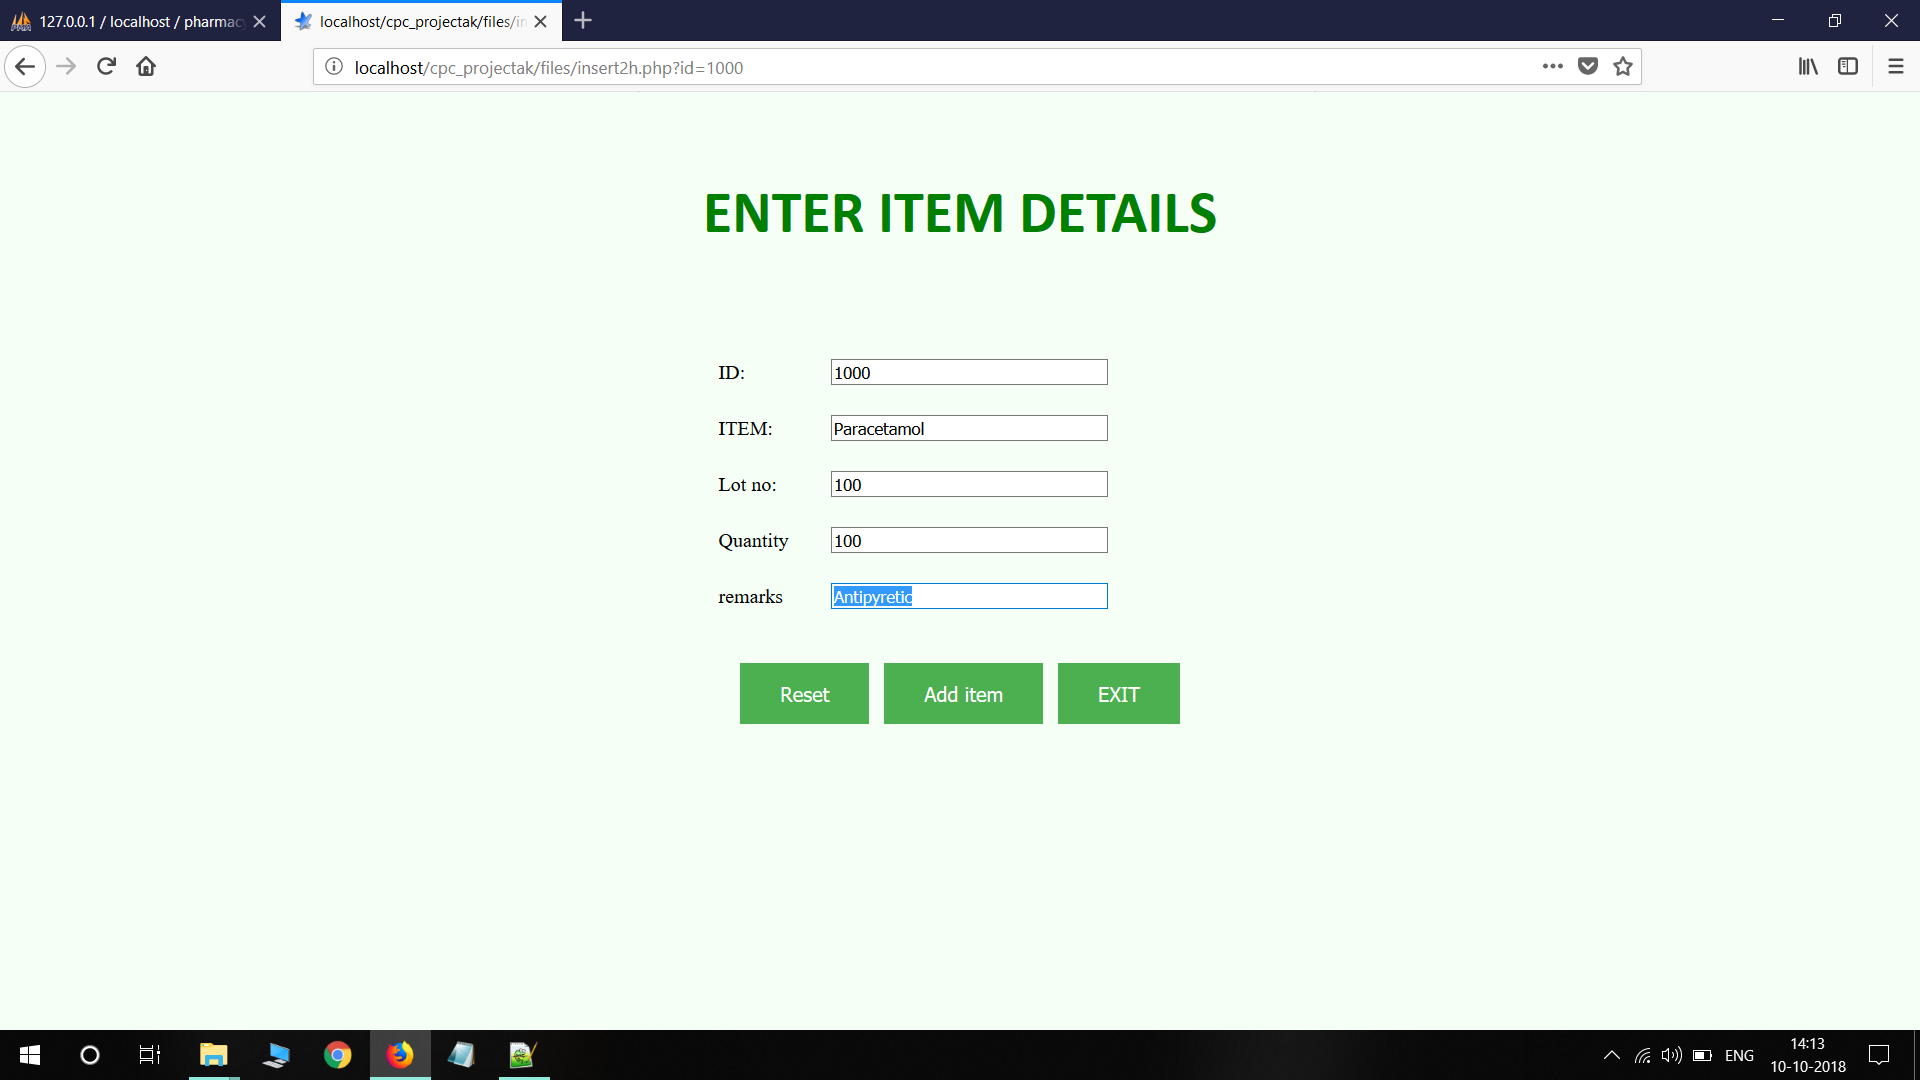 127.0.0.1 / localhost / pharmacy
localhost/cpc_projectak/files/in
localhost/cpc_projectak/files/insert2h.php?id=1000
ENTER ITEM DETAILS
ID: 1000
ITEM: Paracetamol
Lot no: 100
Quantity 100
remarks Antipyretic
Reset Add item EXIT
ENG
14:13
10-10-2018